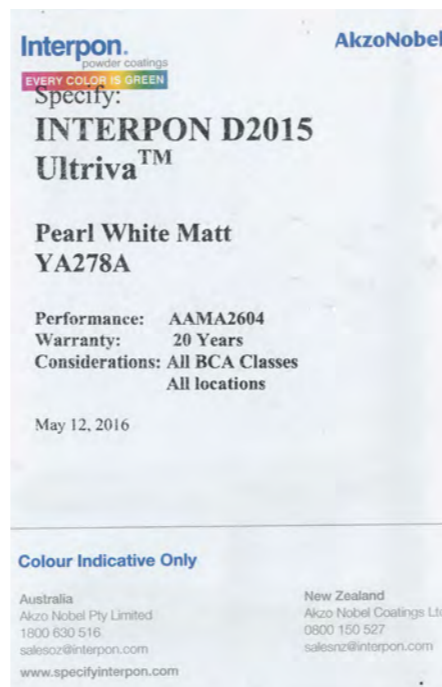 Interpon.
AkzoNobel
powder coatings
EVERY COLOR IS GREEN
Specify:
INTERPON D2015
Ultriva™
Pearl White Matt
YA278A
Performance: AAMA2604
Warranty: 20 Years
Considerations: All BCA Classes
All locations
May 12, 2016
Colour Indicative Only
Australia
Akzo Nobel Pty Limited
1800 630 516
salesoz@interpon.com
www.specifyinterpon.com
New Zealand
Akzo Nobel Coatings Ltd
0800 150 527
salesnz@interpon.com